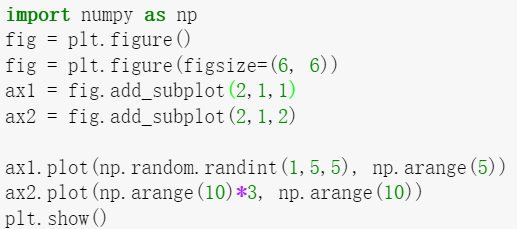 import numpy as np
fig = plt.figure()
fig = plt.figure(figsize=(6, 6))
ax1 = fig.add_subplot(2,1,1)
ax2 = fig.add_subplot(2,1,2)

ax1.plot(np.random.randint(1,5,5), np.arange(5))
ax2.plot(np.arange(10)*3, np.arange(10))
plt.show()